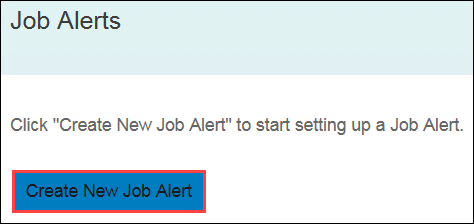 Job Alerts
Click "Create New Job Alert" to start setting up a Job Alert.
Create New Job Alert